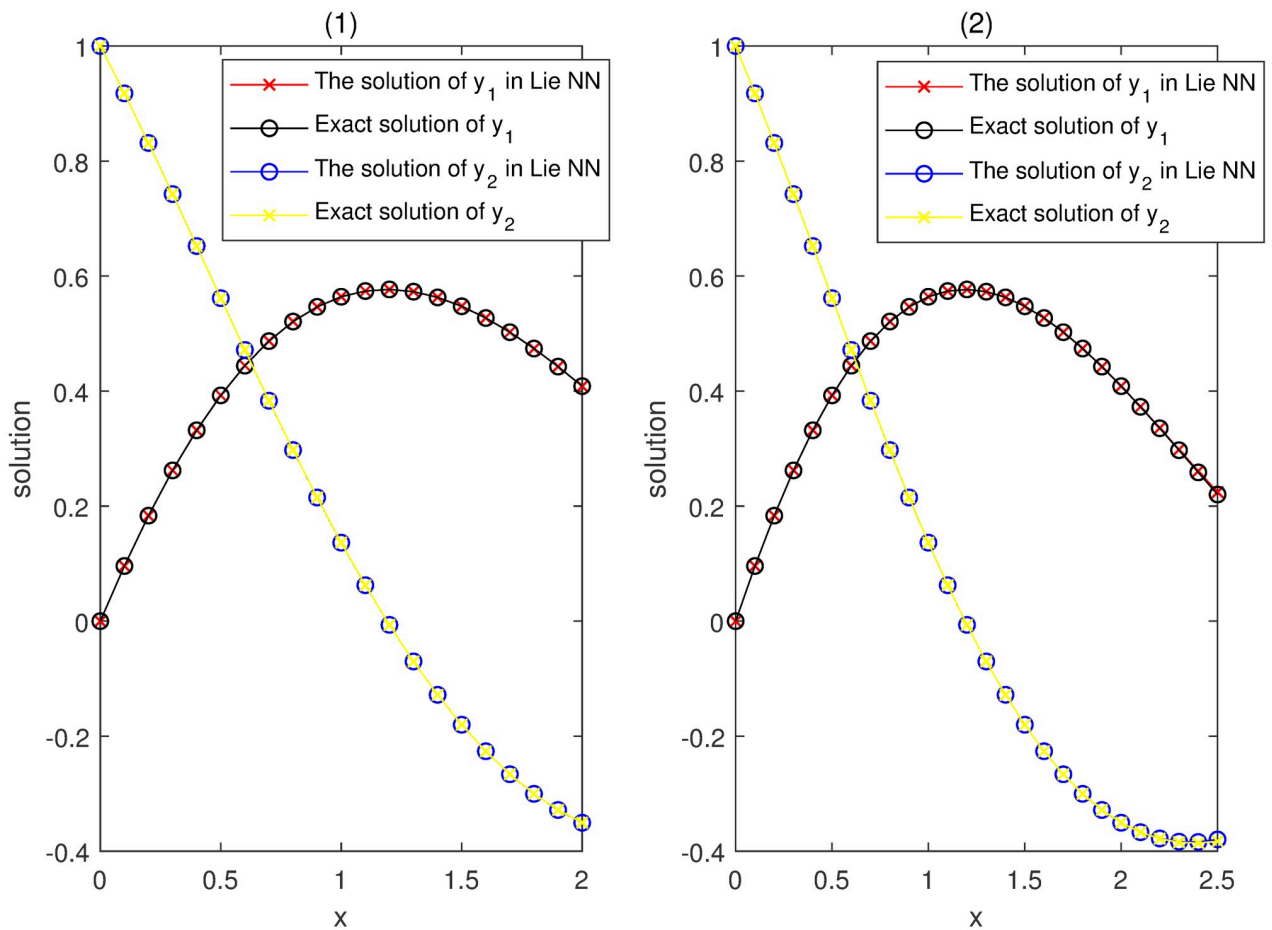 (1)
The solution of y1 in Lie NN
Exact solution of y1
The solution of y2 in Lie NN
Exact solution of y2
solution
1
0.8
0.6
0.4
0.2
0
-0.2
-0.4
0
0.5
1
1.5
2
x
(2)
The solution of y1 in Lie NN
Exact solution of y1
The solution of y2 in Lie NN
Exact solution of y2
solution
1
0.8
0.6
0.4
0.2
0
-0.2
-0.4
0
0.5
1
1.5
2
2.5
x